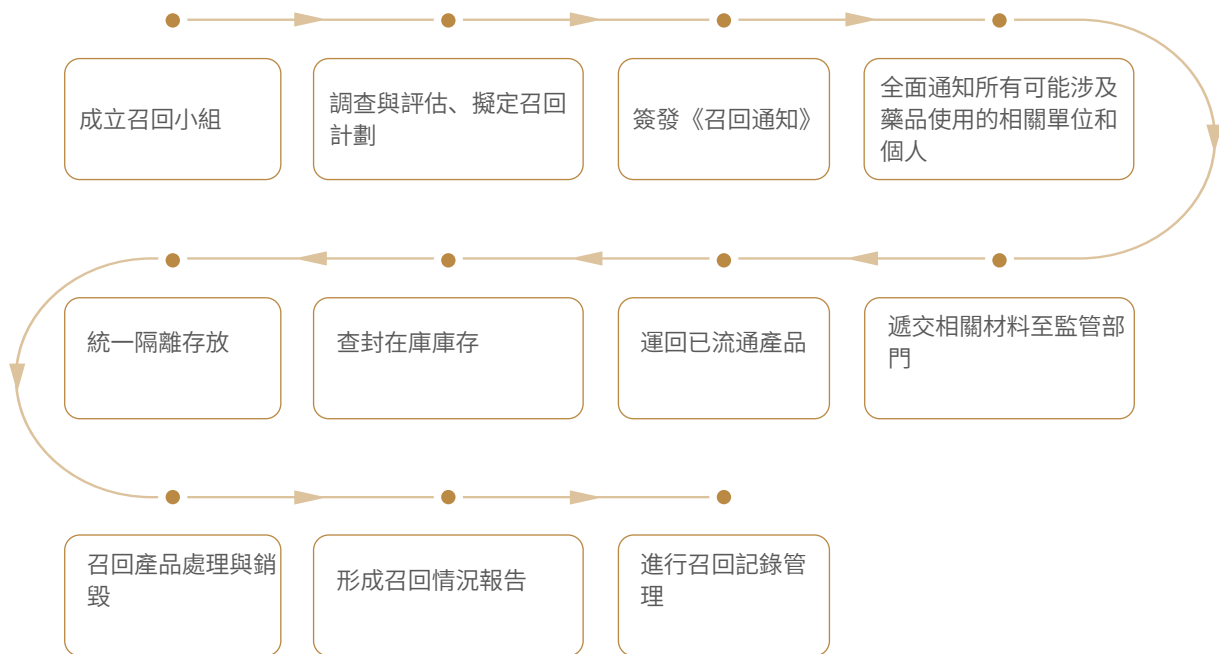 成立召回小組
調查與評估、擬定召回
計劃
簽發《召回通知》
全面通知所有可能涉及
藥品使用的相關單位和
個人
遞交相關材料至監管部
門
運回已流通產品
查封在庫庫存
統一隔離存放
召回產品處理與銷
毀
形成召回情況報告
進行召回記錄管
理